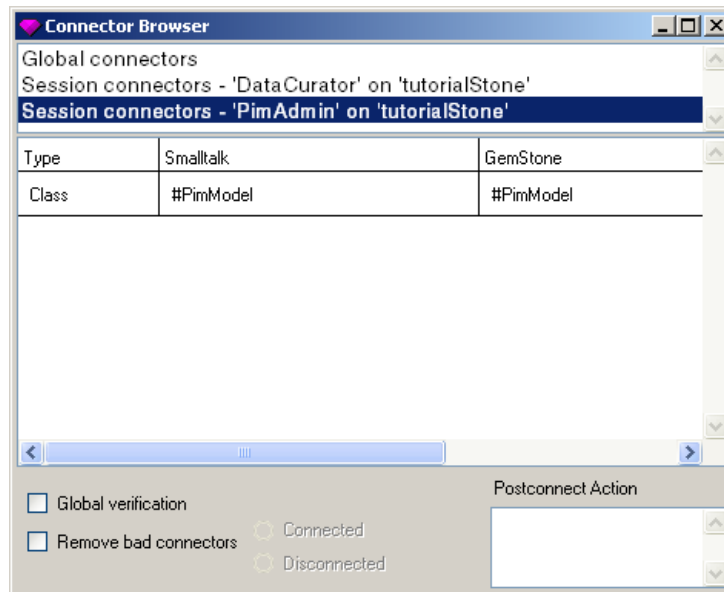 Connector Browser
Global connectors
Session connectors - 'DataCurator' on 'tutorialStone'
Session connectors - 'PimAdmin' on 'tutorialStone'
Type Smalltalk GemStone
Class #PimModel #PimModel
Postconnect Action
Global verification
Connected
Remove bad connectors
Disconnected